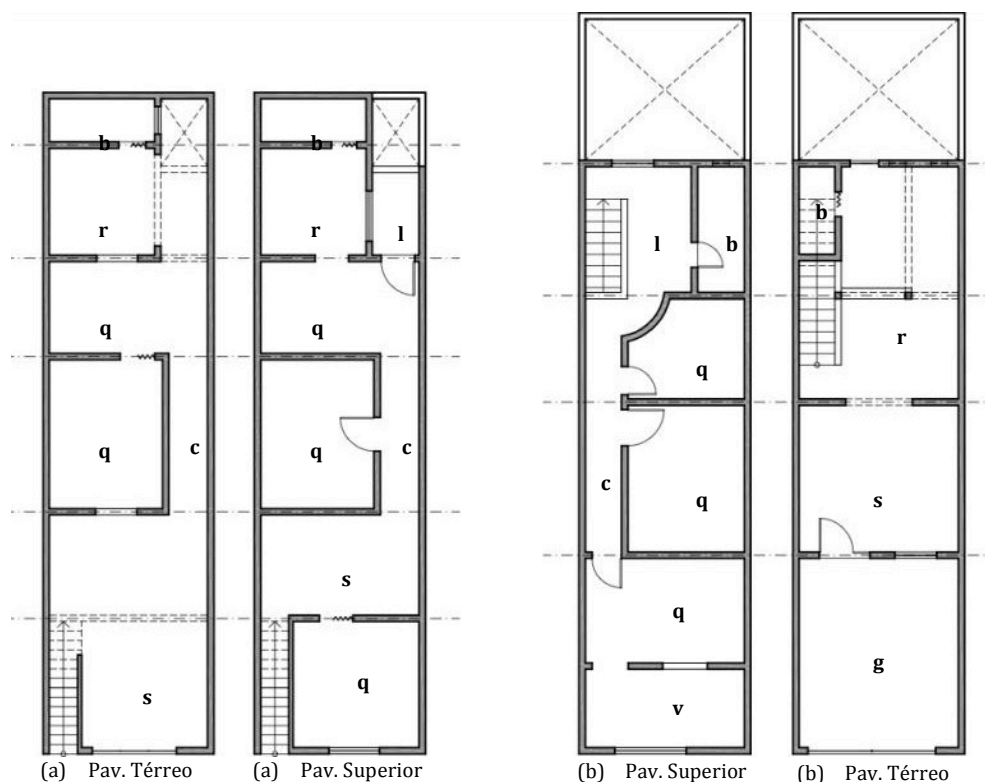 b
r
q
q
c
s
s
(a) Pav. Térreo
b
r
l
q
q
c
s
q
(a) Pav. Superior
l
b
q
c
q
q
v
(b) Pav. Superior
b
r
s
g
(b) Pav. Térreo